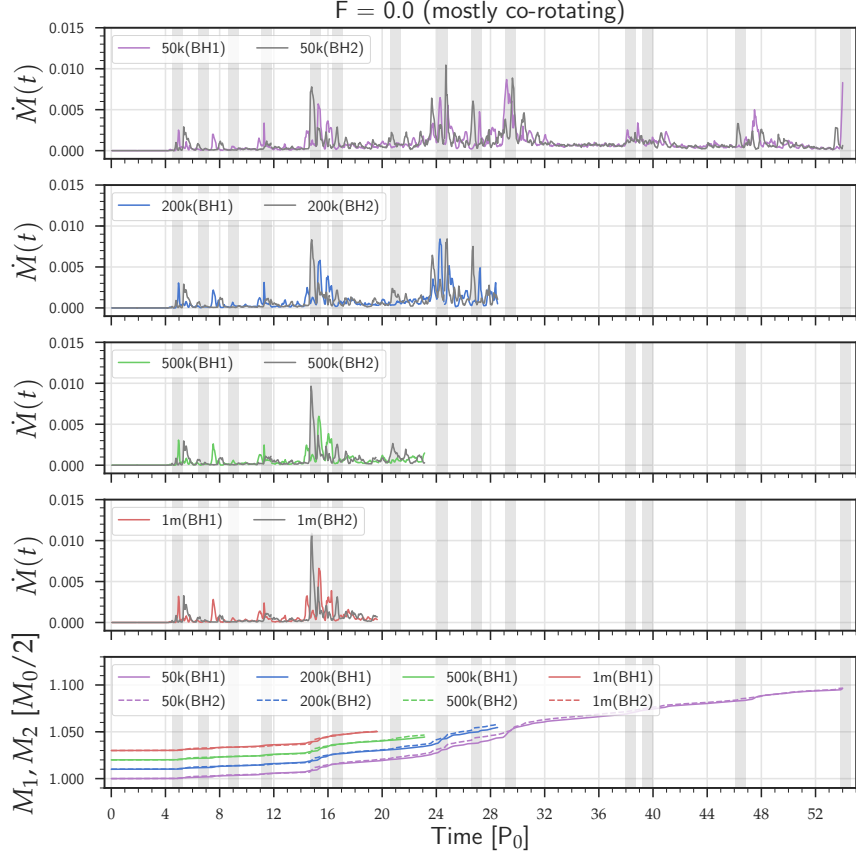 F = 0.0 (mostly co-rotating)
0.015
0.010
0.005
0.000
Ṁ(t)
50k(BH1) 50k(BH2)
0.015
0.010
0.005
0.000
Ṁ(t)
200k(BH1) 200k(BH2)
0.015
0.010
0.005
0.000
Ṁ(t)
500k(BH1) 500k(BH2)
0.015
0.010
0.005
0.000
Ṁ(t)
1m(BH1) 1m(BH2)
1.100
1.050
1.000
M₁, M₂ [M₀/2]
50k(BH1) 200k(BH1) 500k(BH1) 1m(BH1)
50k(BH2) 200k(BH2) 500k(BH2) 1m(BH2)
0 4 8 12 16 20 24 28 32 36 40 44 48 52
Time [P₀]